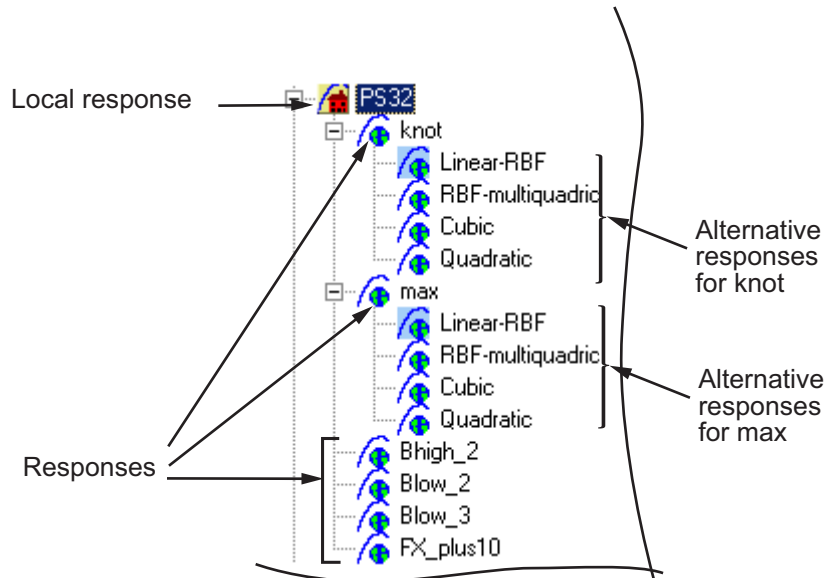 Local response
PS32
knot
Linear-RBF
RBF-multiquadric
Cubic
Quadratic
Alternative
responses
for knot
max
Linear-RBF
RBF-multiquadric
Cubic
Quadratic
Alternative
responses
for max
Responses
Bhigh_2
Blow_2
Blow_3
FX_plus10